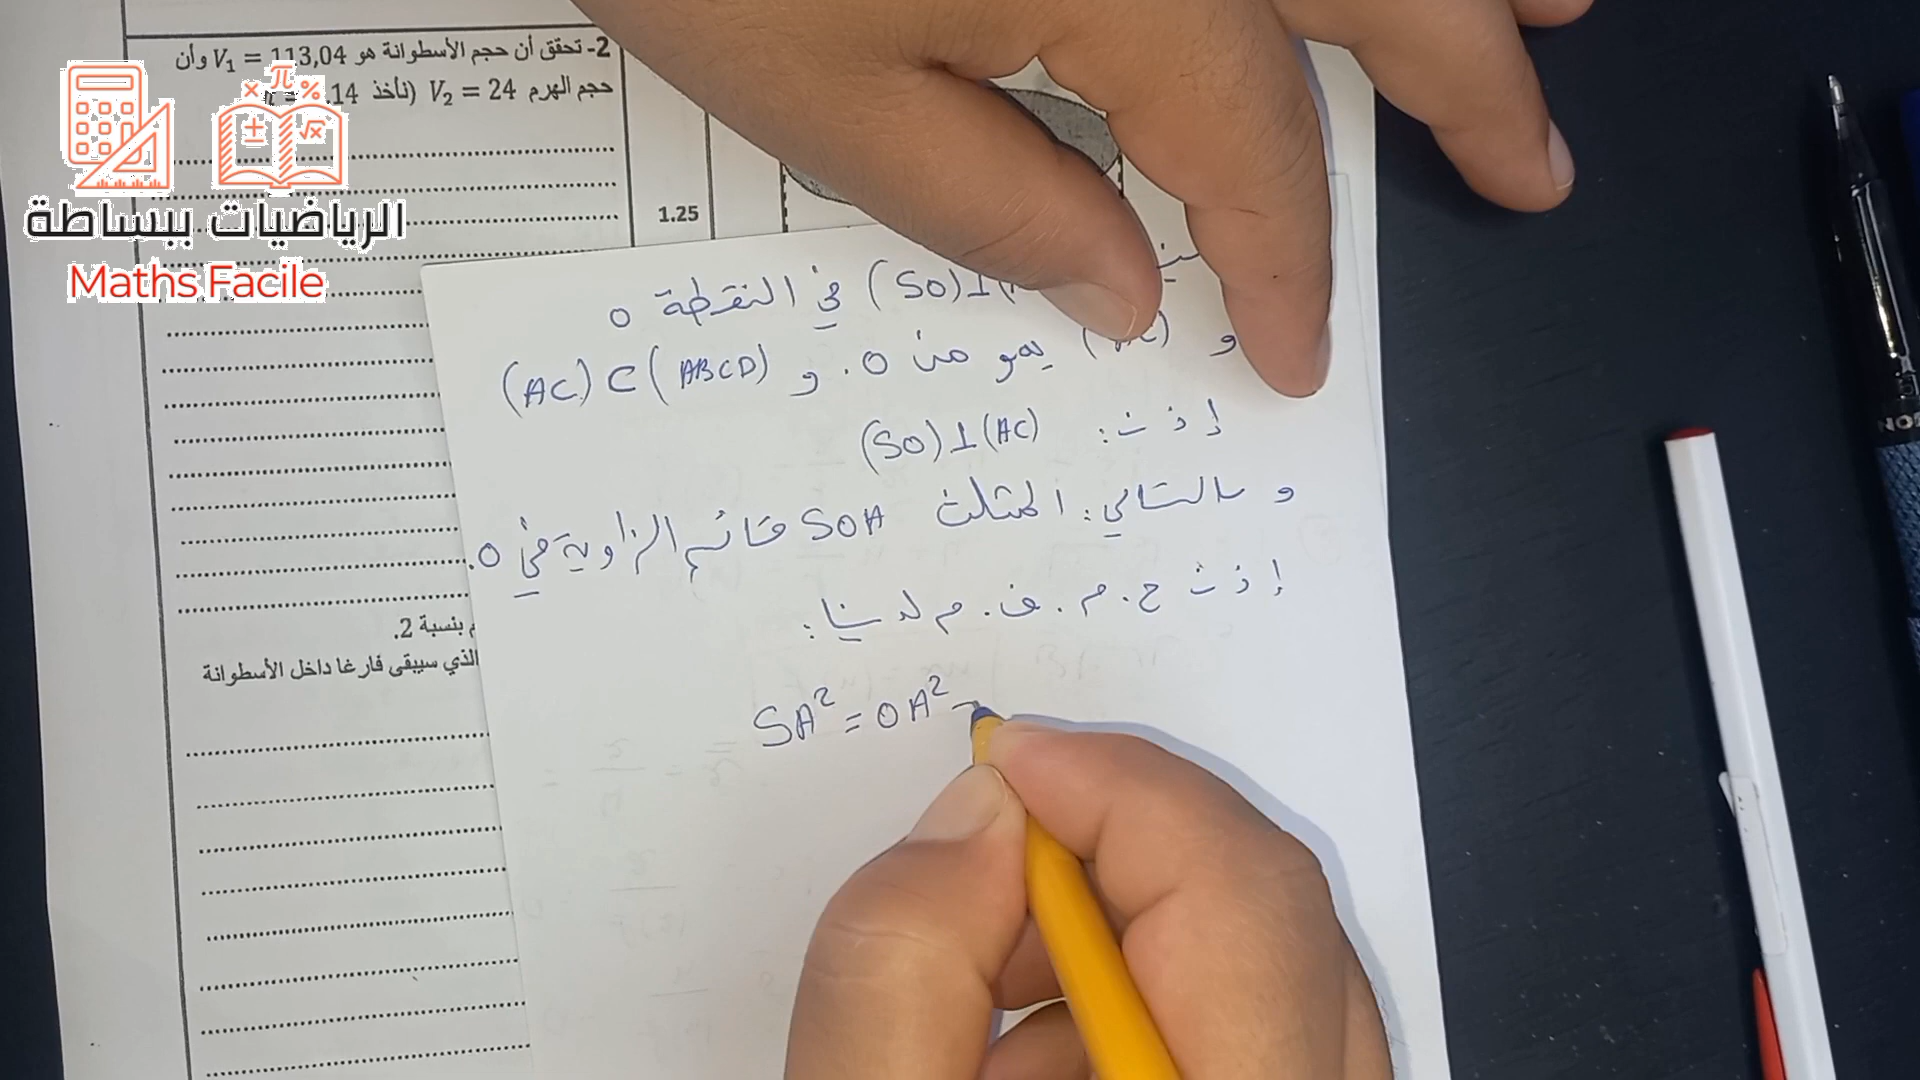 2- تحقق أن حجم الأسطوانة هو V₁ = 113,04 وأن
حجم الهرم V₂ = 24 (نأخذ .14
الرياضيات ببساطة
Maths Facile
1.25
(SO)⊥( في النقطة O
و ( يمر من O. و (AC) ⊂ (ABCD)
إذن: (SO)⊥(AC)
و بالتالي: المثلث SOA قائم الزاوية في O.
إذن ح. م. ف. م لدينا:
SA² = OA²
بنسبة 2.
الذي سيبقى فارغا داخل الأسطوانة